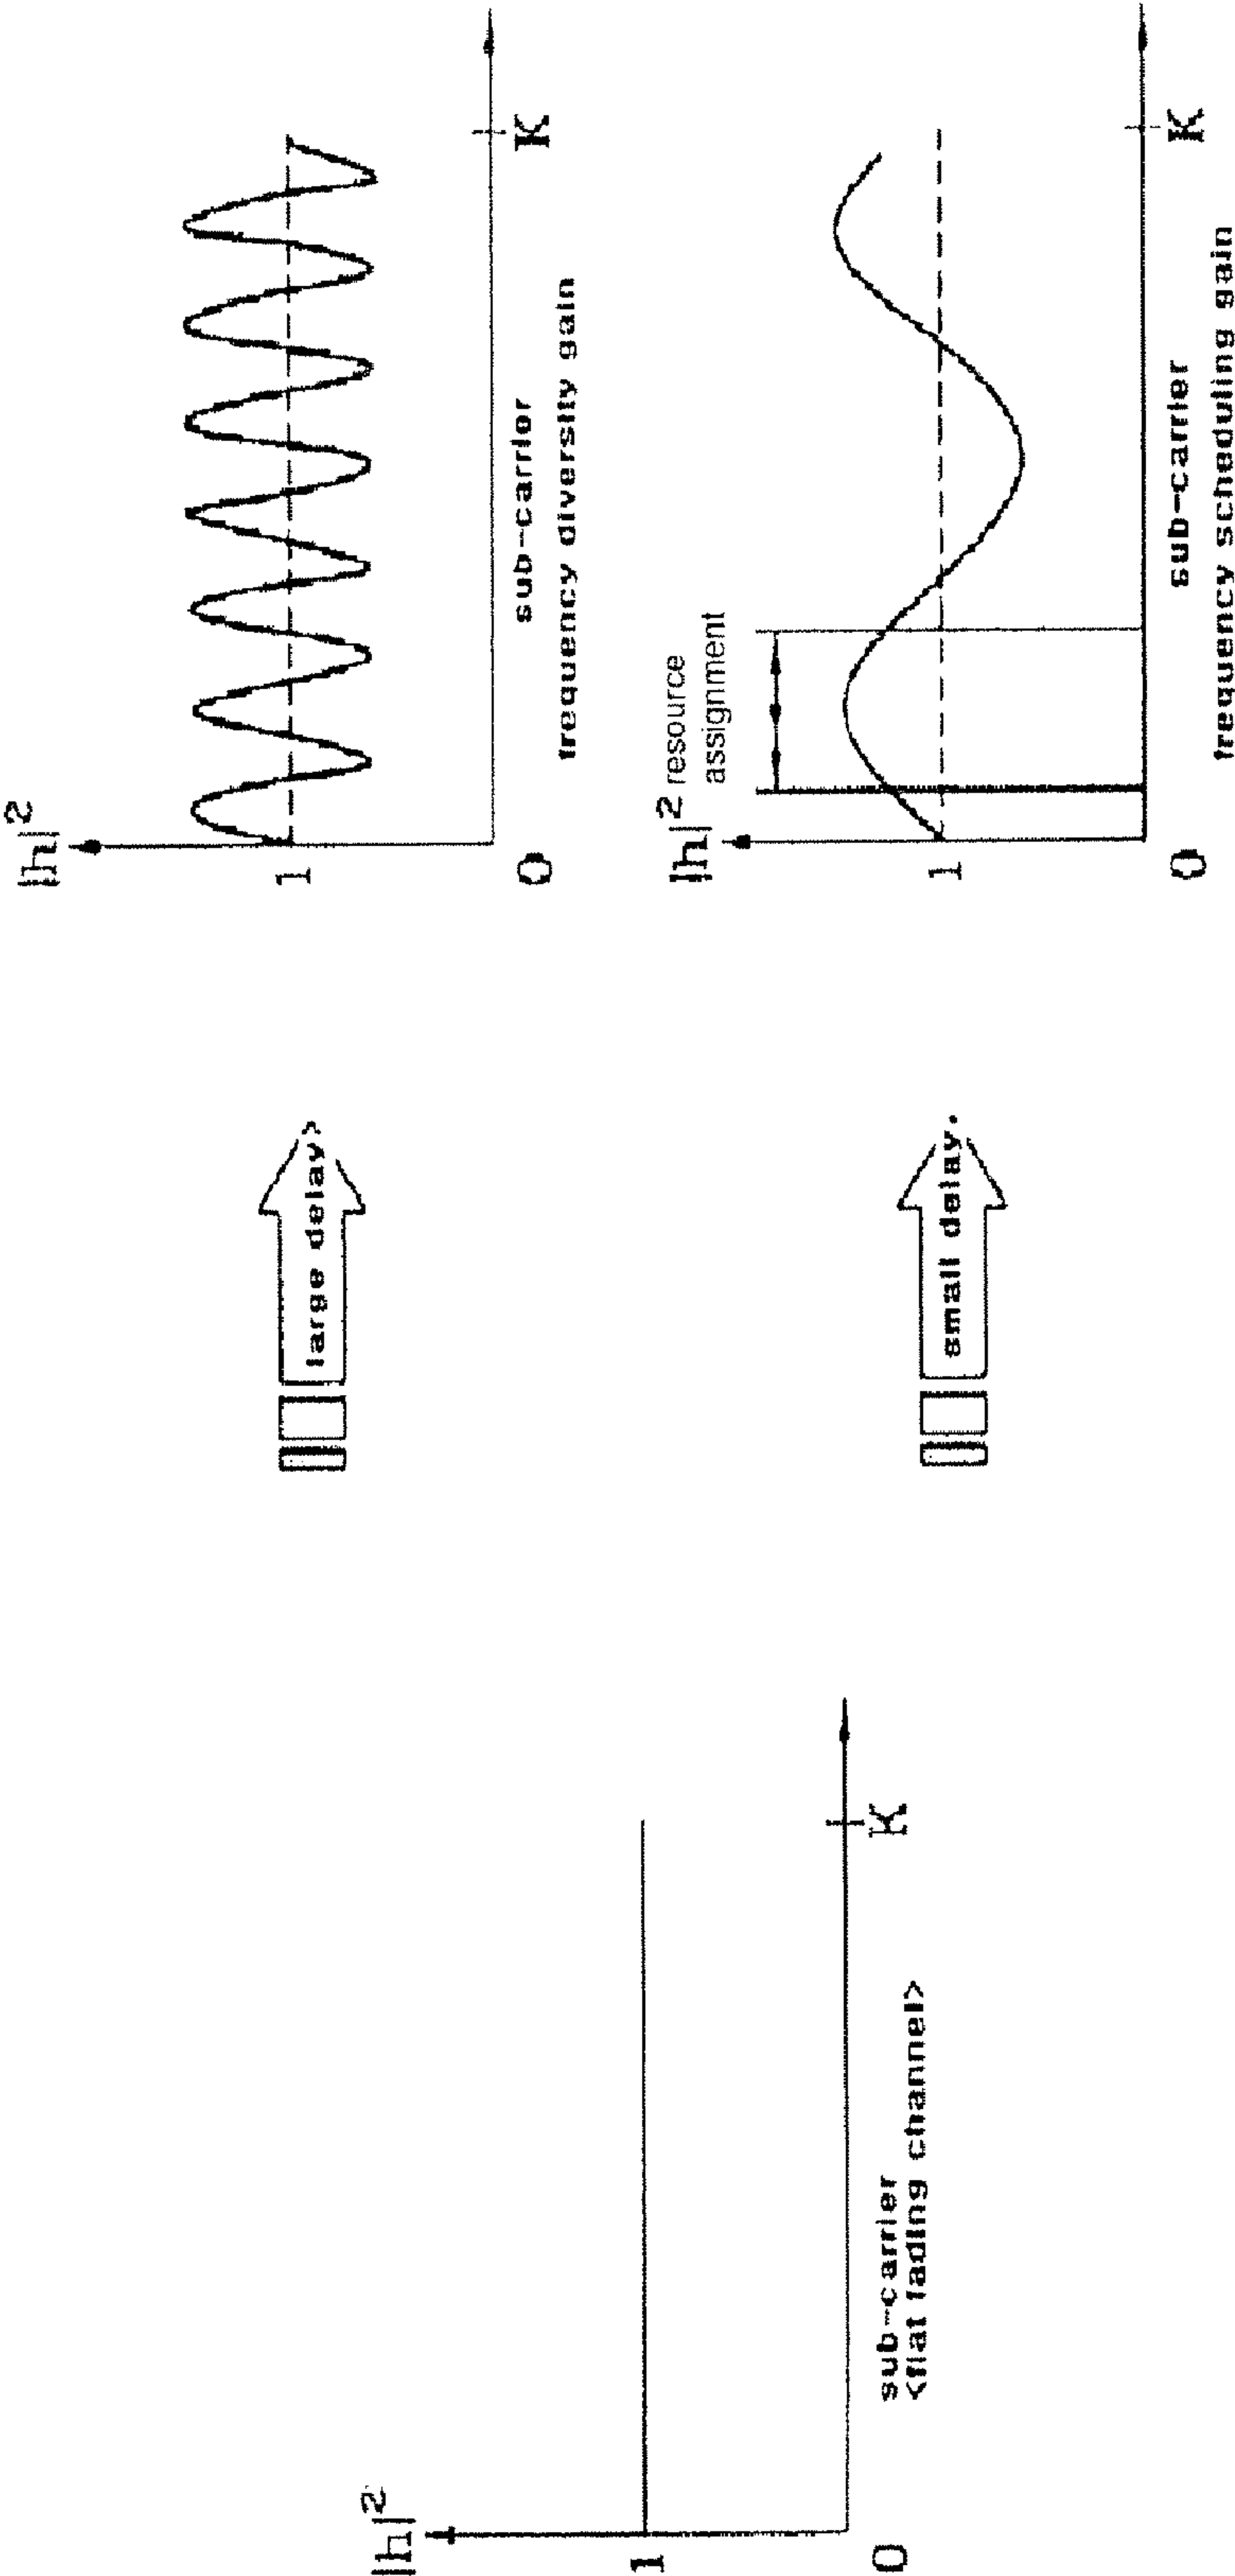 |h|²
1
0
K
sub-carrier
<flat fading channel>
large delay>
|h|²
1
0
K
sub-carrier
frequency diversity gain
small delay.
|h|²
resource
assignment
1
0
K
sub-carrier
frequency scheduling gain